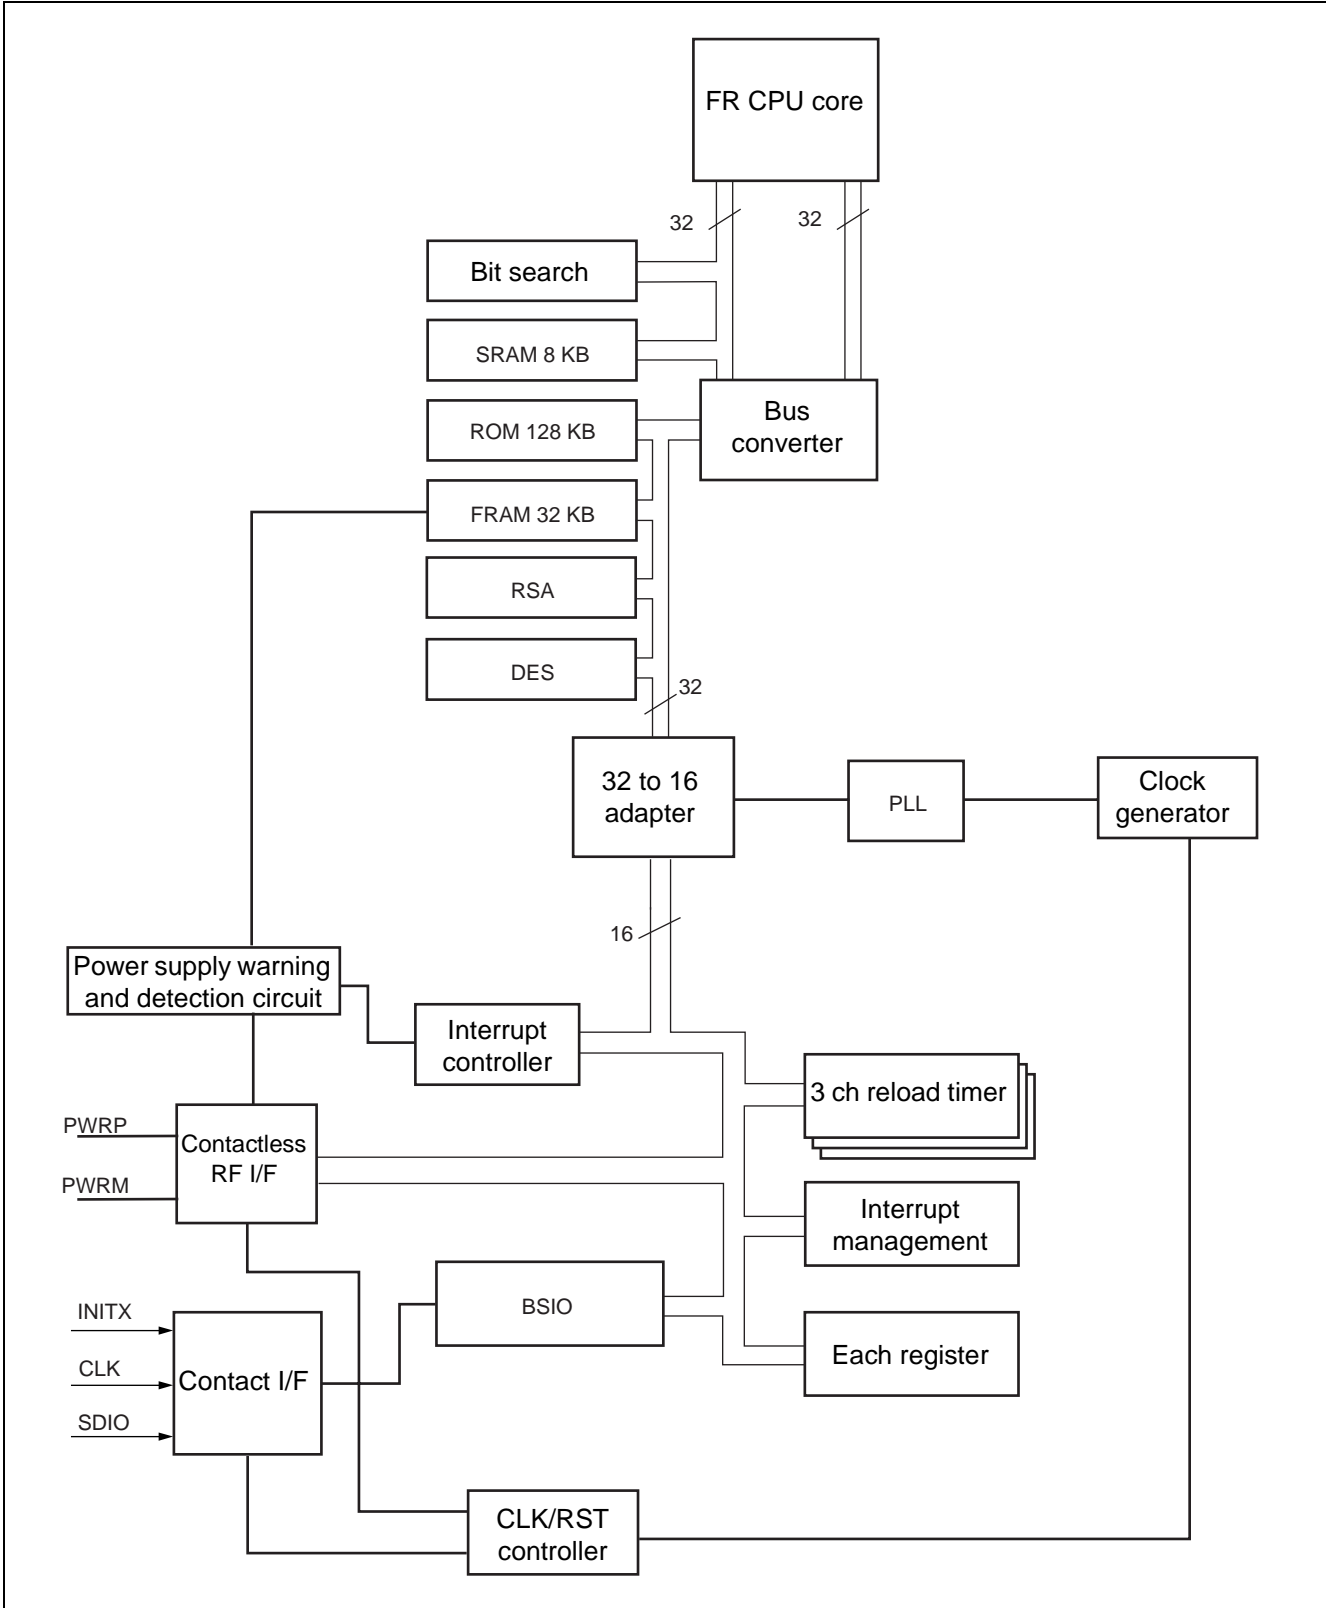 FR CPU core
32
32
Bit search
SRAM 8 KB
ROM 128 KB
Bus
converter
FRAM 32 KB
RSA
DES
32
32 to 16
adapter
PLL
Clock
generator
16
Power supply warning
and detection circuit
Interrupt
controller
3 ch reload timer
PWRP
Contactless
RF I/F
PWRM
Interrupt
management
BSIO
INITX
CLK
SDIO
Contact I/F
Each register
CLK/RST
controller